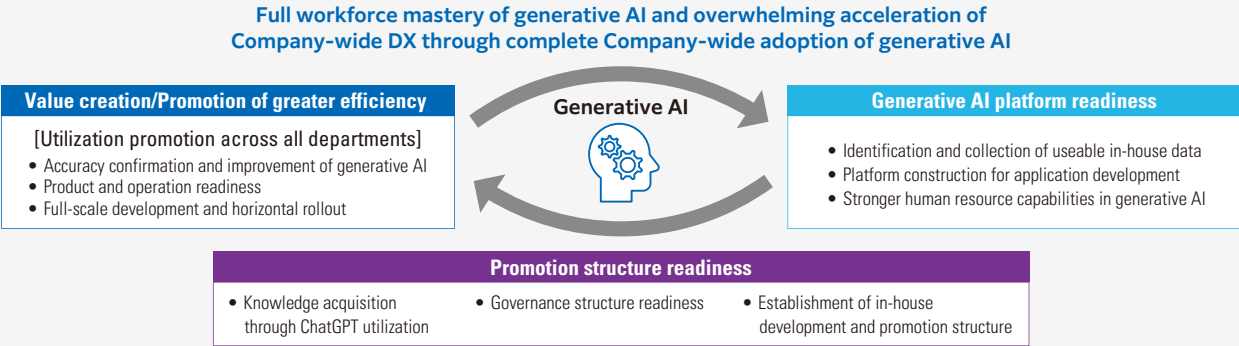 Full workforce mastery of generative AI and overwhelming acceleration of
Company-wide DX through complete Company-wide adoption of generative AI
Value creation/Promotion of greater efficiency
[Utilization promotion across all departments]
• Accuracy confirmation and improvement of generative AI
• Product and operation readiness
• Full-scale development and horizontal rollout
Generative AI
Generative AI platform readiness
• Identification and collection of useable in-house data
• Platform construction for application development
• Stronger human resource capabilities in generative AI
Promotion structure readiness
• Knowledge acquisition
through ChatGPT utilization
• Governance structure readiness
• Establishment of in-house
development and promotion structure